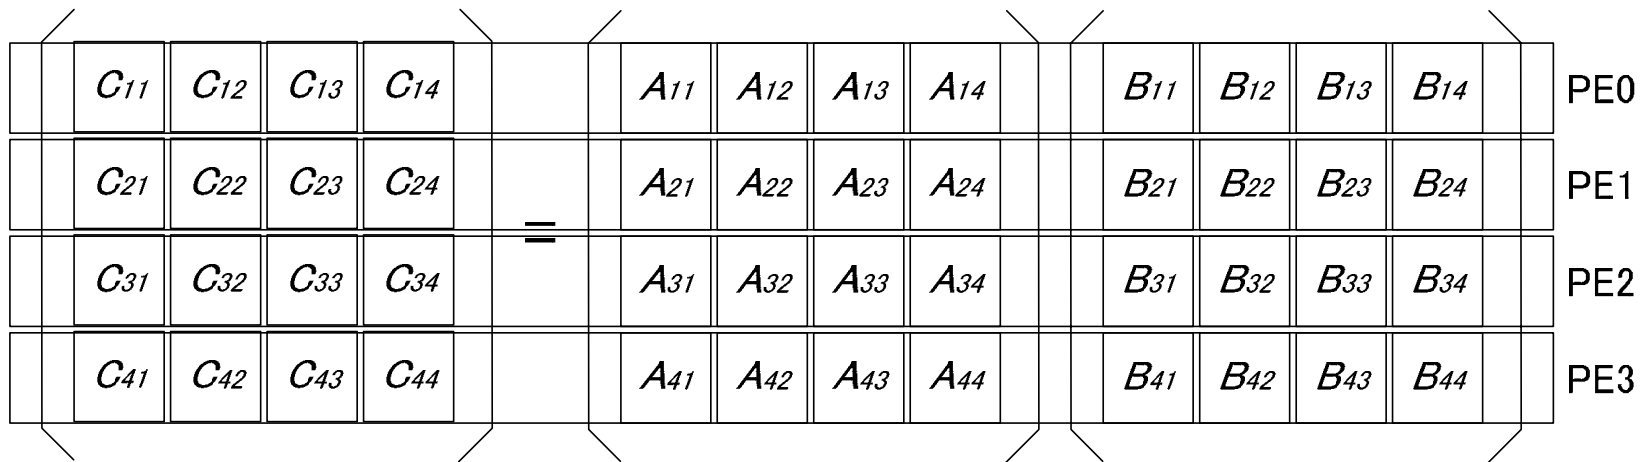 C11 C12 C13 C14 A11 A12 A13 A14 B11 B12 B13 B14 PE0
C21 C22 C23 C24 A21 A22 A23 A24 B21 B22 B23 B24 PE1
=
C31 C32 C33 C34 A31 A32 A33 A34 B31 B32 B33 B34 PE2
C41 C42 C43 C44 A41 A42 A43 A44 B41 B42 B43 B44 PE3